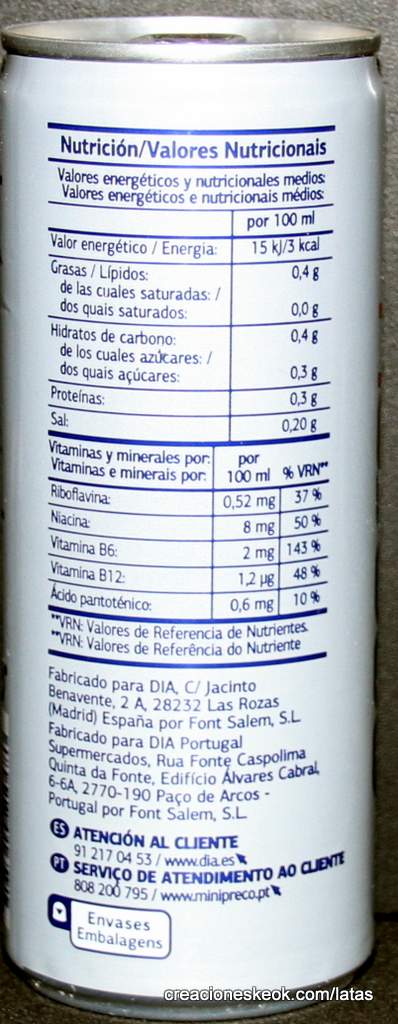 Nutrición/Valores Nutricionais
Valores energéticos y nutricionales medios:
Valores energéticos e nutricionais médios:
por 100 ml
Valor energético / Energia: 15 kJ/3 kcal
Grasas / Lípidos: 0,4 g
de las cuales saturadas: /
dos quais saturados: 0,0 g
Hidratos de carbono: 0,4 g
de los cuales azúcares: /
dos quais açúcares: 0,3 g
Proteínas: 0,3 g
Sal: 0,20 g
Vitaminas y minerales por: por
Vitaminas e minerais por: 100 ml % VRN**
Riboflavina: 0,52 mg 37 %
Niacina: 8 mg 50 %
Vitamina B6: 2 mg 143 %
Vitamina B12: 1,2 µg 48 %
Ácido pantoténico: 0,6 mg 10 %
**VRN: Valores de Referencia de Nutrientes.
**VRN: Valores de Referência do Nutriente
Fabricado para DIA, C/ Jacinto
Benavente, 2 A, 28232 Las Rozas
(Madrid) España por Font Salem, S.L.
Fabricado para DIA Portugal
Supermercados, Rua Fonte Caspolima
Quinta da Fonte, Edifício Álvares Cabral,
6-6A, 2770-190 Paço de Arcos -
Portugal por Font Salem, S.L.
ES ATENCIÓN AL CLIENTE
91 217 04 53 / www.dia.es
PT SERVIÇO DE ATENDIMENTO AO CLIENTE
808 200 795 / www.minipreco.pt
Envases
Embalagens
creacioneskeok.com/latas